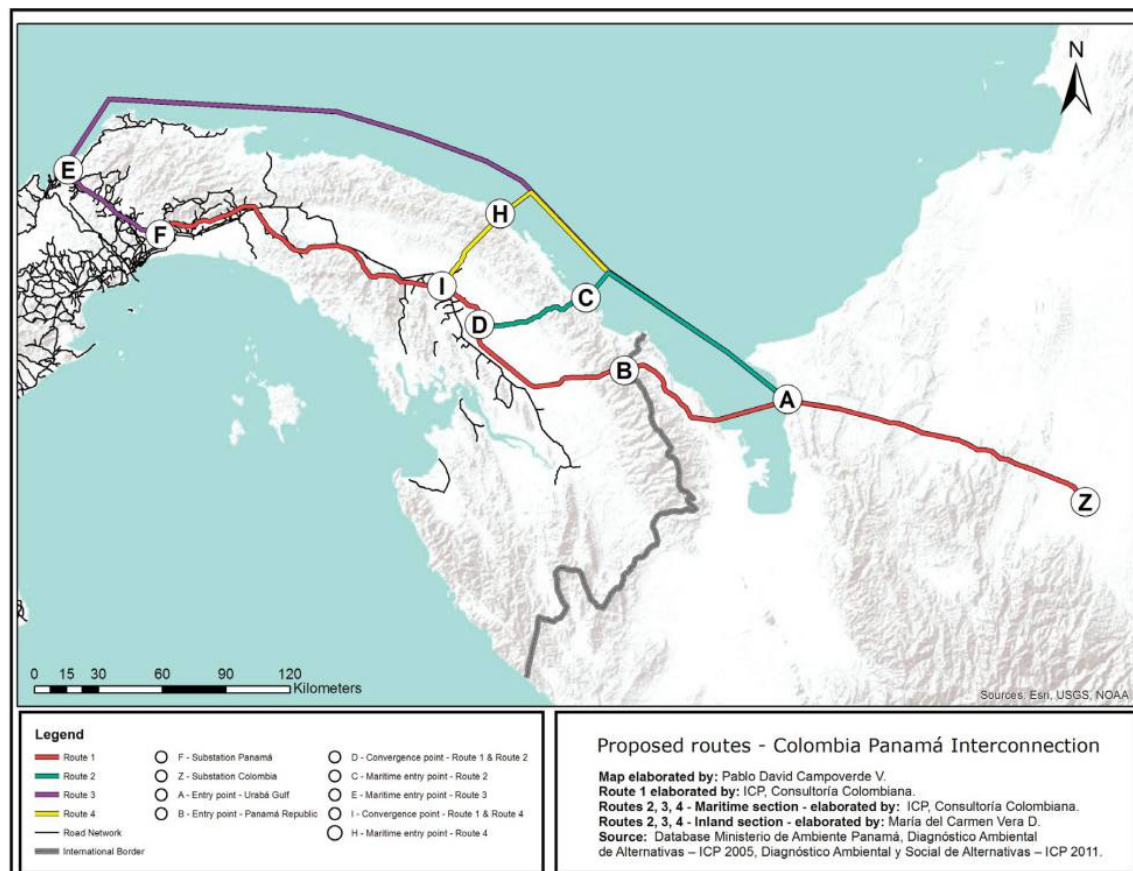 N
E
H
F
I
C
D
B
A
Z
0 15 30 60 90 120
Kilometers
Sources: Esri, USGS, NOAA
Legend
Route 1
Route 2
Route 3
Route 4
Road Network
International Border
F - Substation Panamá
Z - Substation Colombia
A - Entry point - Urabá Gulf
B - Entry point - Panamá Republic
D - Convergence point - Route 1 & Route 2
C - Maritime entry point - Route 2
E - Maritime entry point - Route 3
I - Convergence point - Route 1 & Route 4
H - Maritime entry point - Route 4
Proposed routes - Colombia Panamá Interconnection
Map elaborated by: Pablo David Campoverde V.
Route 1 elaborated by: ICP, Consultoría Colombiana.
Routes 2, 3, 4 - Maritime section - elaborated by: ICP, Consultoría Colombiana.
Routes 2, 3, 4 - Inland section - elaborated by: María del Carmen Vera D.
Source: Database Ministerio de Ambiente Panamá, Diagnóstico Ambiental
de Alternativas – ICP 2005, Diagnóstico Ambiental y Social de Alternativas – ICP 2011.